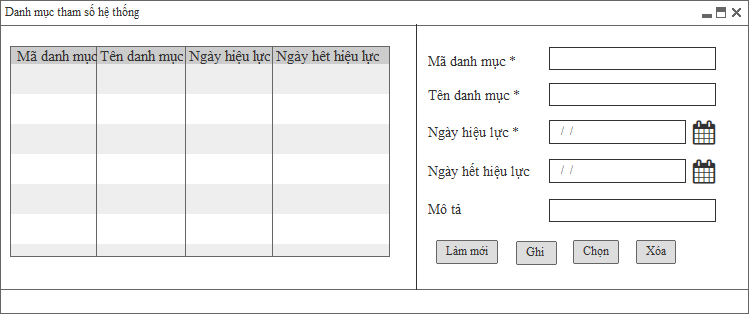 Danh mục tham số hệ thống
Mã danh mục Tên danh mục Ngày hiệu lực Ngày hêt hiệu lực
Mã danh mục *
Tên danh mục *
Ngày hiệu lực * / /
Ngày hết hiệu lực / /
Mô tả
Làm mới Ghi Chọn Xóa